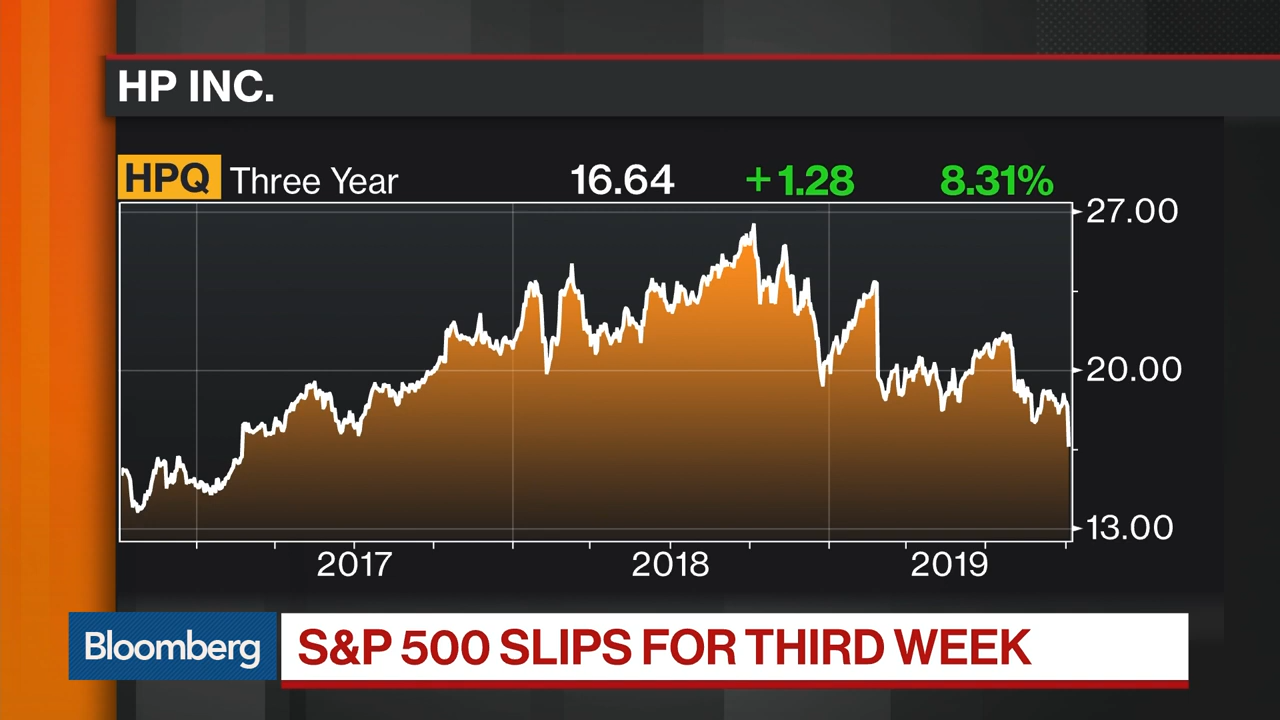 HP INC.
HPQ Three Year 16.64 +1.28 8.31%
27.00
20.00
13.00
2017 2018 2019
Bloomberg
S&P 500 SLIPS FOR THIRD WEEK